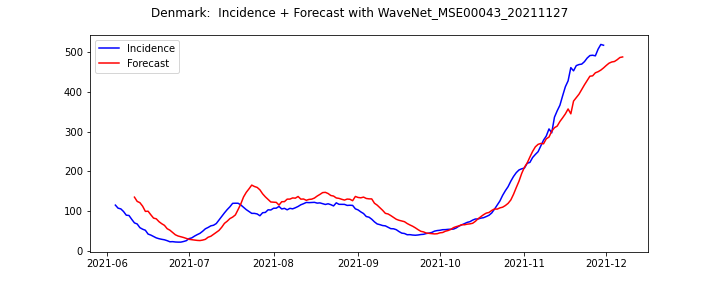 Denmark:  Incidence + Forecast with WaveNet_MSE00043_20211127
Incidence
Forecast
500
400
300
200
100
0
2021-06 2021-07 2021-08 2021-09 2021-10 2021-11 2021-12